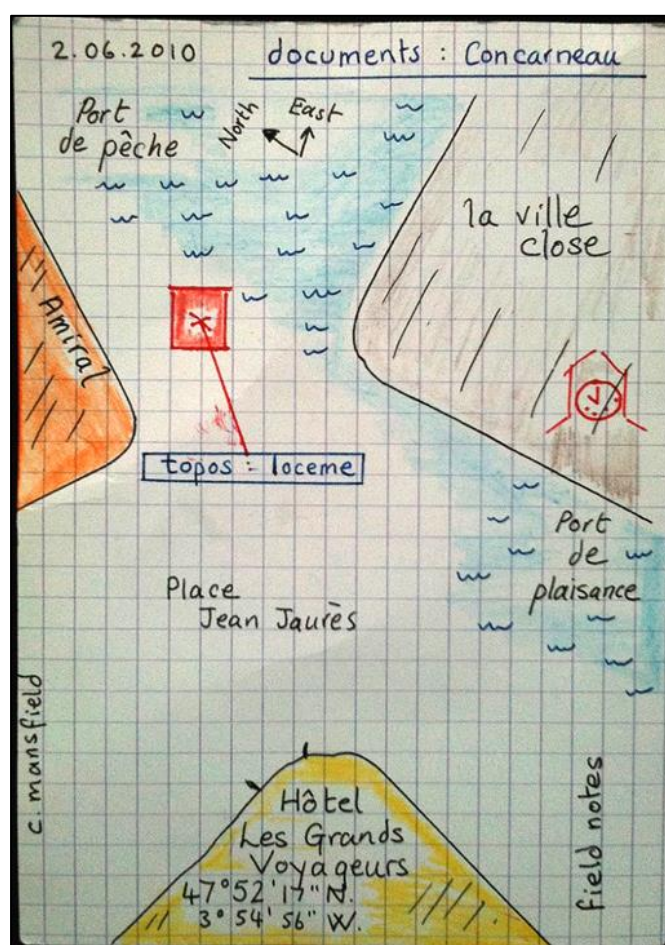 2.06.2010
documents : Concarneau
Port
de pêche
North
East
la ville
close
Amiral
topos : loceme
Port
de
plaisance
Place
Jean Jaurès
c. mansfield
field notes
Hôtel
Les Grands
Voyageurs
47°52'17"N.
3°54'56"W.